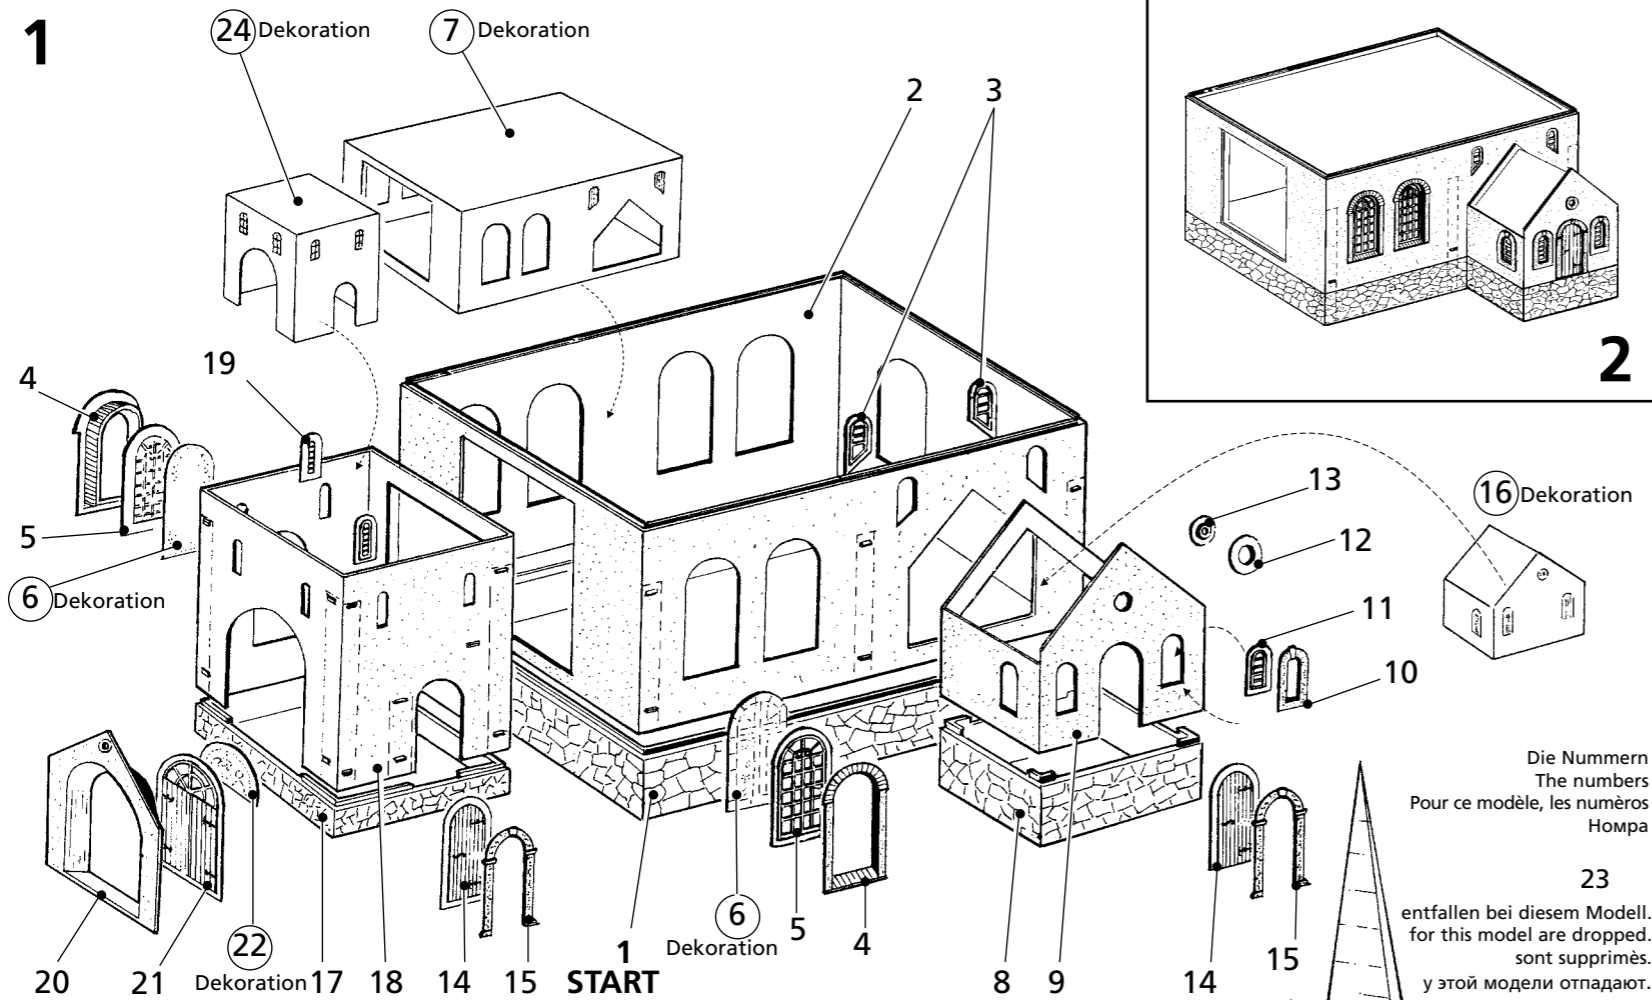 1
24 Dekoration
7 Dekoration
2
3
2
4
19
13
16 Dekoration
12
5
6 Dekoration
11
10
Die Nummern
The numbers
Pour ce modèle, les numèros
Номра
23
entfallen bei diesem Modell.
for this model are dropped.
sont supprimès.
у этой модели отпадают.
20
21
22
Dekoration
17
18
14
15
1
START
6
Dekoration
5
4
8
9
14
15